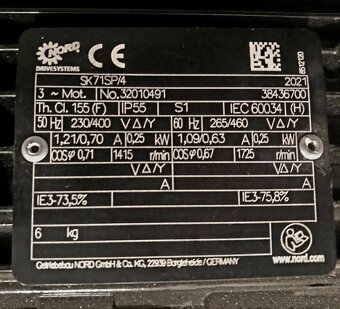 NORD
DRIVESYSTEMS
CE
8512120
SK71SP/4 2021
3 ~ Mot. No. 32010491 38436700
Th. Cl. 155 (F) IP55 S1 IEC 60034 (H)
50 Hz 230/400 V Δ/Y 60 Hz 265/460 V Δ/Y
1,21/0,70 A 0,25 kW 1,09/0,63 A 0,25 kW
cosφ 0,71 1415 r/min cosφ 0,67 1725 r/min
V Δ/Y V Δ/Y
A A
IE3-73,5% IE3-75,8%
6 kg
www.nord.com
Getriebebau NORD GmbH & Co. KG, 22939 Bargteheide / GERMANY